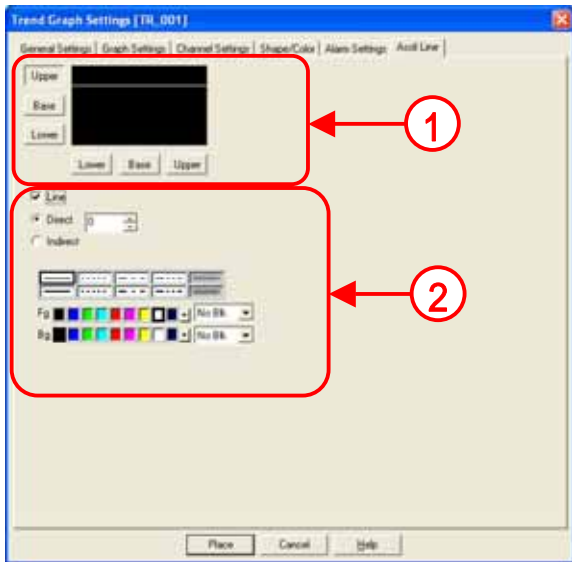 Trend Graph Settings [TR_001]
General Settings Graph Settings Channel Settings Shape/Color Alarm Settings Ascil Line
Upper
Base
Lower
Lower Base Upper
1
Line
Direct 0
Indirect
2
Fg No Blk
Bg No Blk
Place Cancel Help